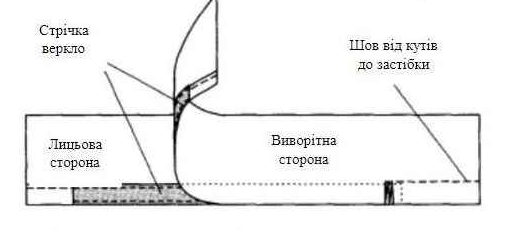 Стрічка
веркло
Шов від кутів
до застібки
Лицьова
сторона
Виворітна
сторона